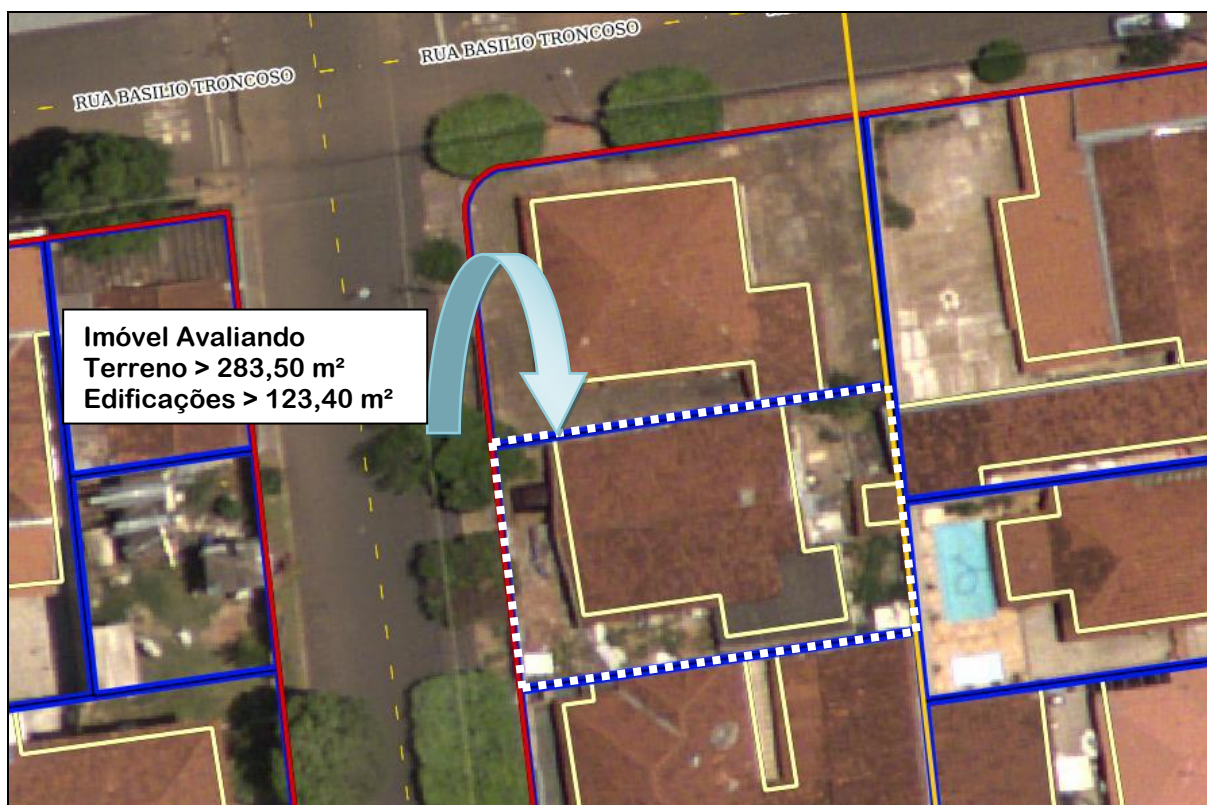 RUA BASILIO TRONCOSO
RUA BASILIO TRONCOSO
Imóvel Avaliando
Terreno > 283,50 m²
Edificações > 123,40 m²